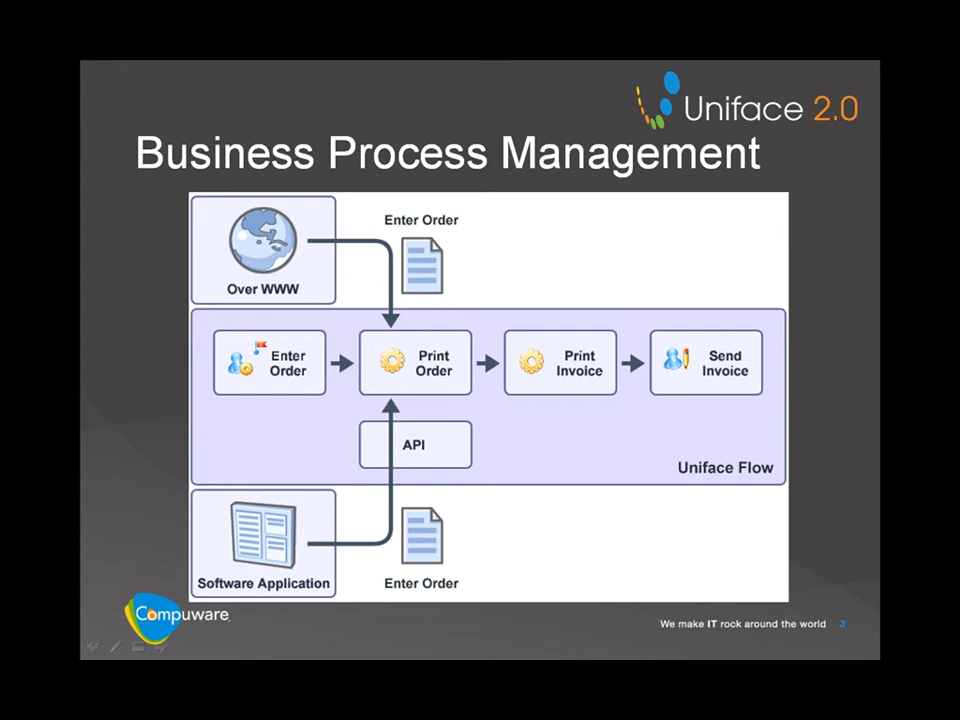 Uniface 2.0
Business Process Management
Enter Order
Over WWW
Enter
Order
Print
Order
Print
Invoice
Send
Invoice
API
Uniface Flow
Software Application
Enter Order
Compuware.
We make IT rock around the world 3